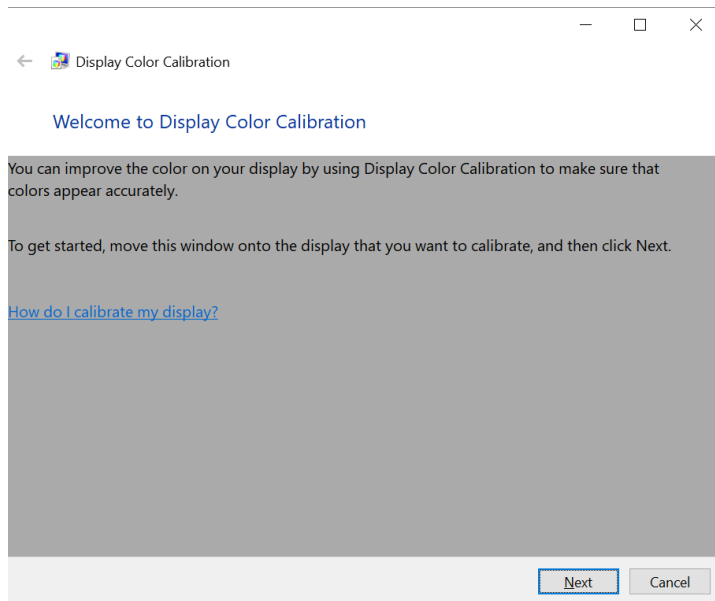 Display Color Calibration
Welcome to Display Color Calibration
You can improve the color on your display by using Display Color Calibration to make sure that
colors appear accurately.
To get started, move this window onto the display that you want to calibrate, and then click Next.
How do I calibrate my display?
Next Cancel